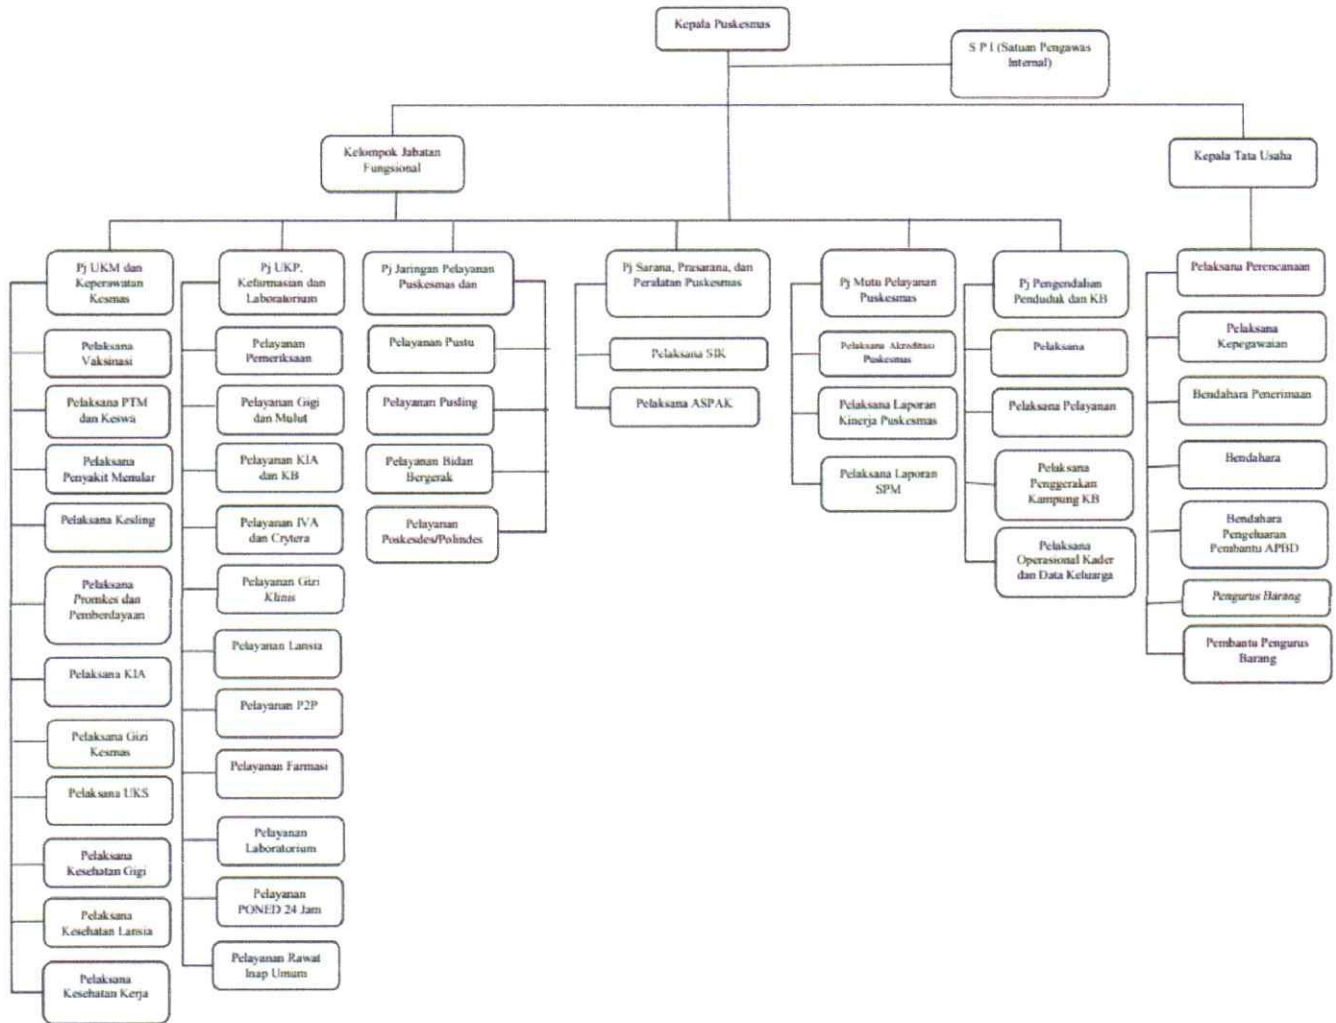 Kepala Puskesmas
S P I (Satuan Pengawas
Internal)
Kelompok Jabatan
Fungsional
Kepala Tata Usaha
Pj UKM dan
Keperawatan
Kesmas
Pelaksana
Vaksinasi
Pelaksana PTM
dan Keswa
Pelaksana
Penyakit Menular
Pelaksana Kesling
Pelaksana
Promkes dan
Pemberdayaan
Pelaksana KIA
Pelaksana Gizi
Kesmas
Pelaksana UKS
Pelaksana
Kesehatan Gigi
Pelaksana
Kesehatan Lansia
Pelaksana
Kesehatan Kerja
Pj UKP,
Kefarmasian dan
Laboratorium
Pelayanan
Pemeriksaan
Pelayanan Gigi
dan Mulut
Pelayanan KIA
dan KB
Pelayanan IVA
dan Crytera
Pelayanan Gizi
Klinis
Pelayanan Lansia
Pelayanan P2P
Pelayanan Farmasi
Pelayanan
Laboratorium
Pelayanan
PONED 24 Jam
Pelayanan Rawat
Inap Umum
Pj Jaringan Pelayanan
Puskesmas dan
Pelayanan Pustu
Pelayanan Pusling
Pelayanan Bidan
Bergerak
Pelayanan
Poskesdes/Polindes
Pj Sarana, Prasarana, dan
Peralatan Puskesmas
Pelaksana SIK
Pelaksana ASPAK
Pj Mutu Pelayanan
Puskesmas
Pelaksana Akreditasi
Puskesmas
Pelaksana Laporan
Kinerja Puskesmas
Pelaksana Laporan
SPM
Pj Pengendalian
Penduduk dan KB
Pelaksana
Pelaksana Pelayanan
Pelaksana
Penggerakan
Kampung KB
Pelaksana
Operasional Kader
dan Data Keluarga
Pelaksana Perencanaan
Pelaksana
Kepegawaian
Bendahara Penerimaan
Bendahara
Bendahara
Pengeluaran
Pembantu APBD
Pengurus Barang
Pembantu Pengurus
Barang